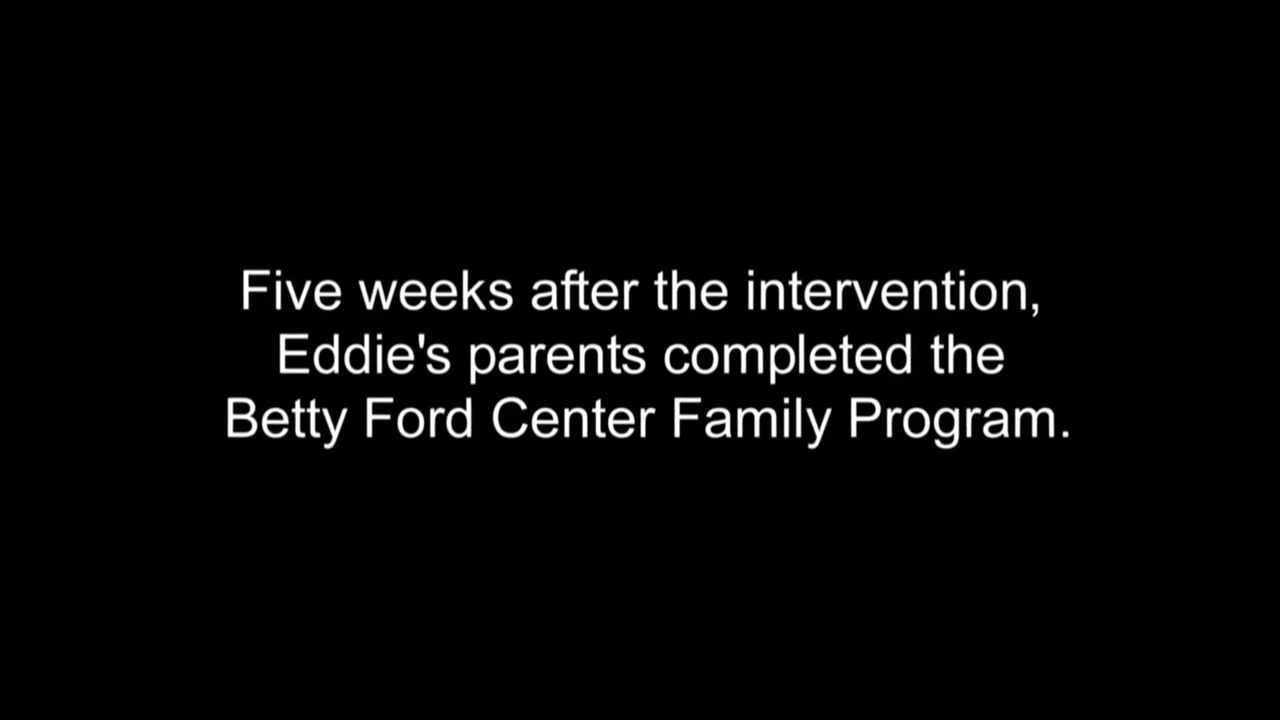 Five weeks after the intervention,
Eddie's parents completed the
Betty Ford Center Family Program.